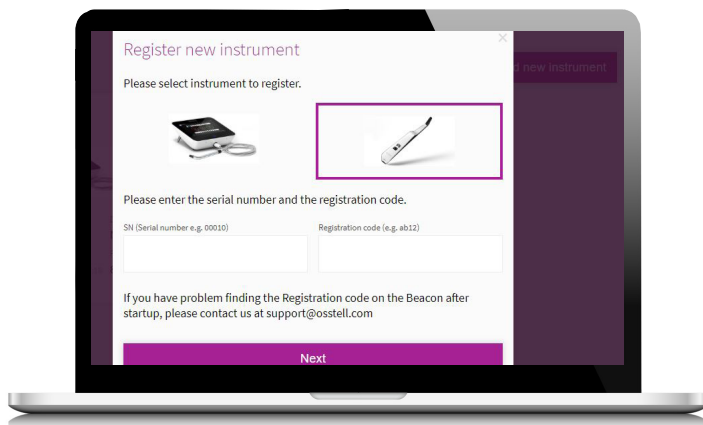 Register new instrument
×
new instrument
Please select instrument to register.
Please enter the serial number and the registration code.
SN (Serial number e.g. 00010)
Registration code (e.g. ab12)
If you have problem finding the Registration code on the Beacon after
startup, please contact us at support@osstell.com
Next